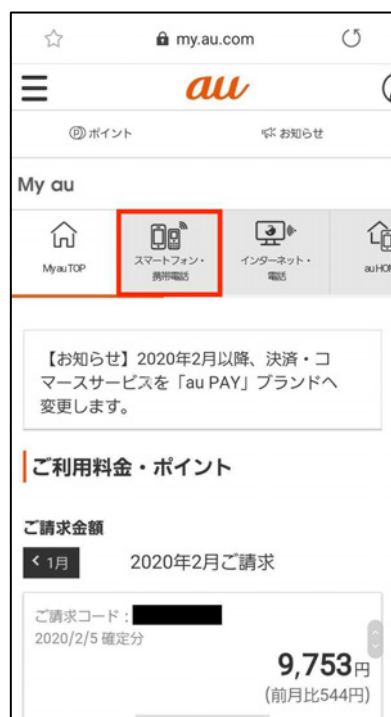 my.au.com
au
ポイント
お知らせ
My au
My au TOP
スマートフォン・
携帯電話
インターネット・
電話
au HOM
【お知らせ】2020年2月以降、決済・コ
マースサービスを「au PAY」ブランドへ
変更します。
ご利用料金・ポイント
ご請求金額
1月
2020年2月ご請求
ご請求コード：
2020/2/5 確定分
9,753円
(前月比544円)